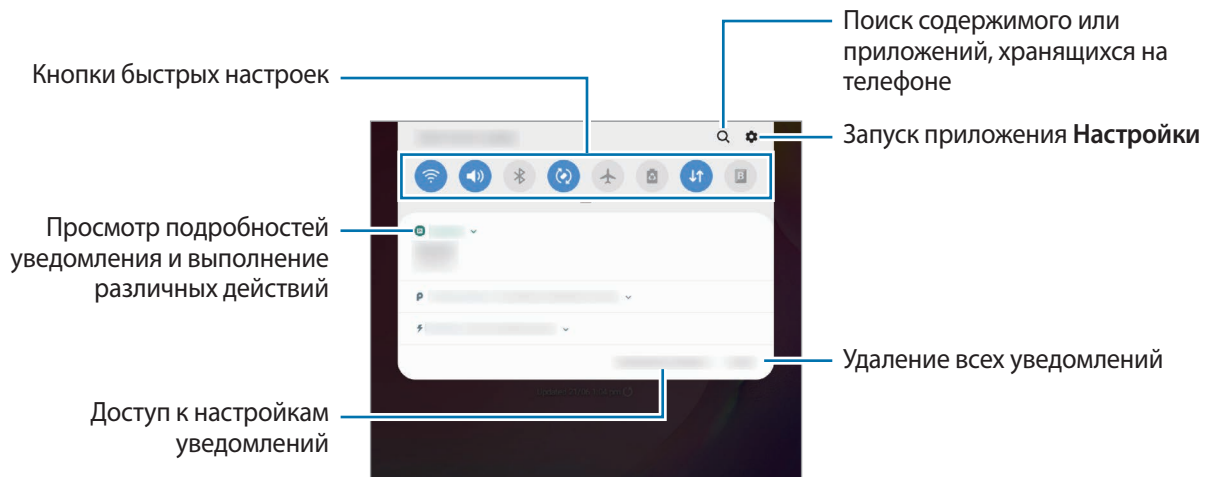 Поиск содержимого или
приложений, хранящихся на
телефоне
Кнопки быстрых настроек
Запуск приложения Настройки
Просмотр подробностей
уведомления и выполнение
различных действий
Удаление всех уведомлений
Доступ к настройкам
уведомлений